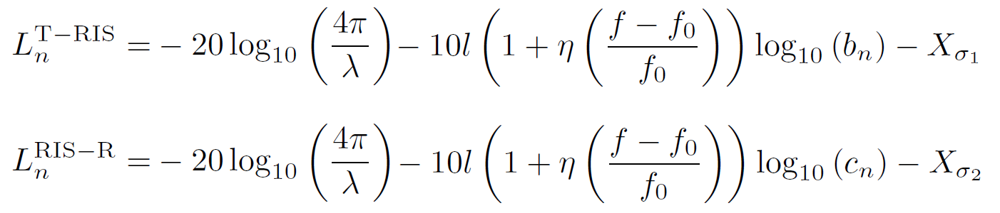 L_n^{T−RIS} = − 20 log_{10} (4π/λ) − 10l (1 + η ((f − f_0)/f_0)) log_{10} (b_n) − X_{σ_1}
L_n^{RIS−R} = − 20 log_{10} (4π/λ) − 10l (1 + η ((f − f_0)/f_0)) log_{10} (c_n) − X_{σ_2}